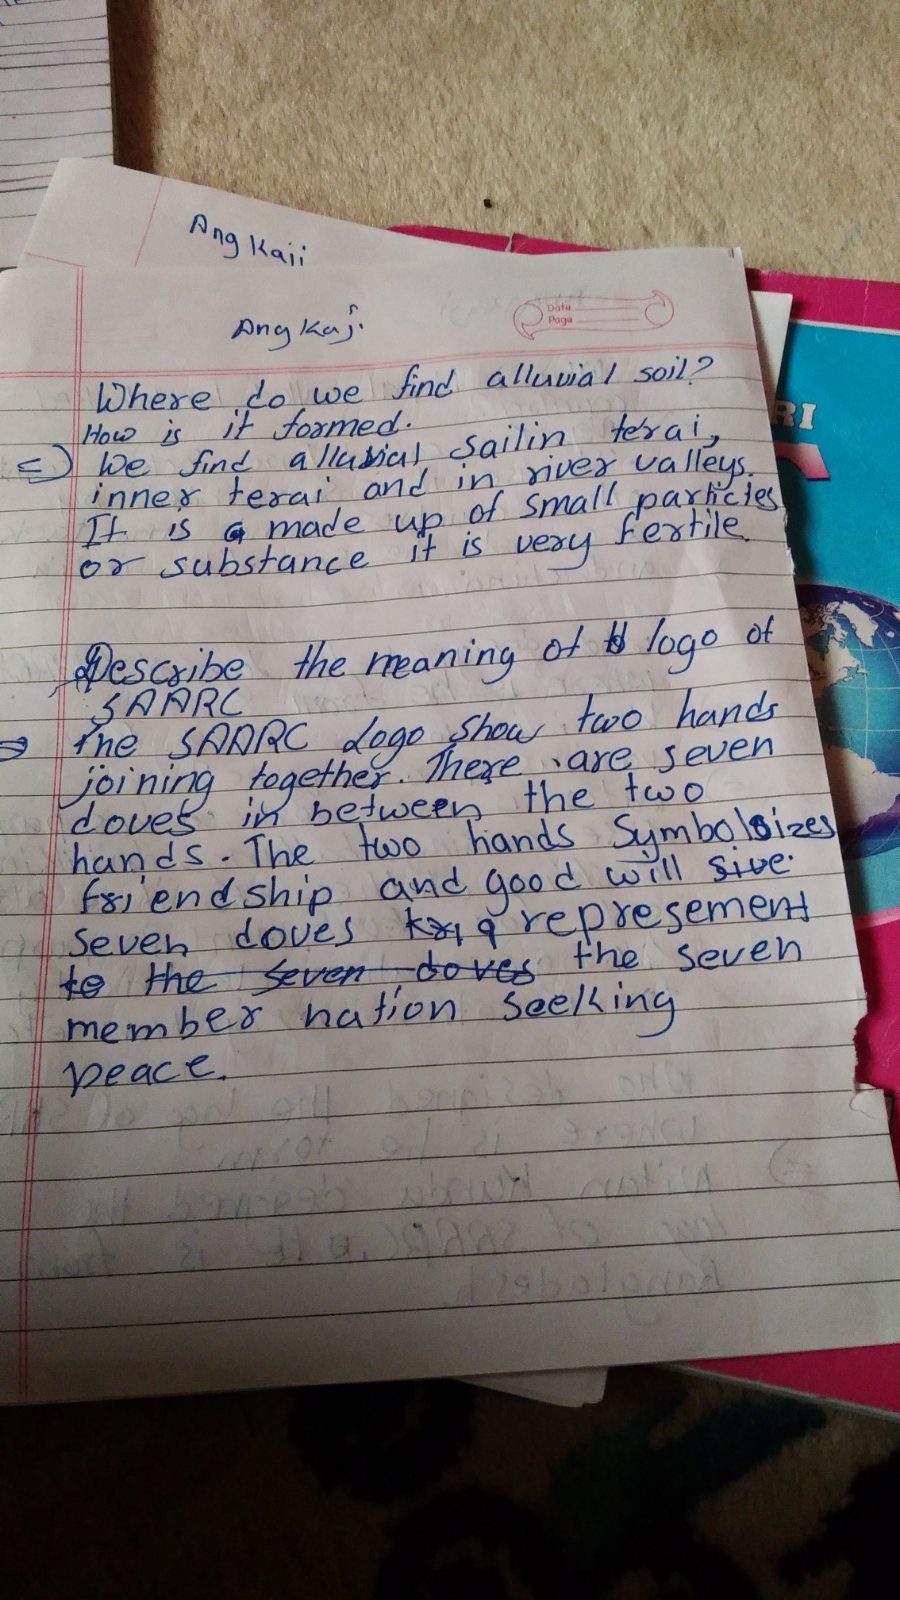 Ang Kaji
Ang Kaji
Date
Page
RI
Where do we find alluvial soil?
How is it formed.
=> We find alluvial sailin terai,
inner terai and in river valleys.
It is a made up of small particles
or substance it is very fertile.
Describe the meaning of logo of
SAARC
=> The SAARC Logo show two hands
joining together. There are seven
doves in between the two
hands. The two hands Symbolsizes
friendship and good will sive
seven doves represement
to the seven doves the seven
member nation seeking
peace.